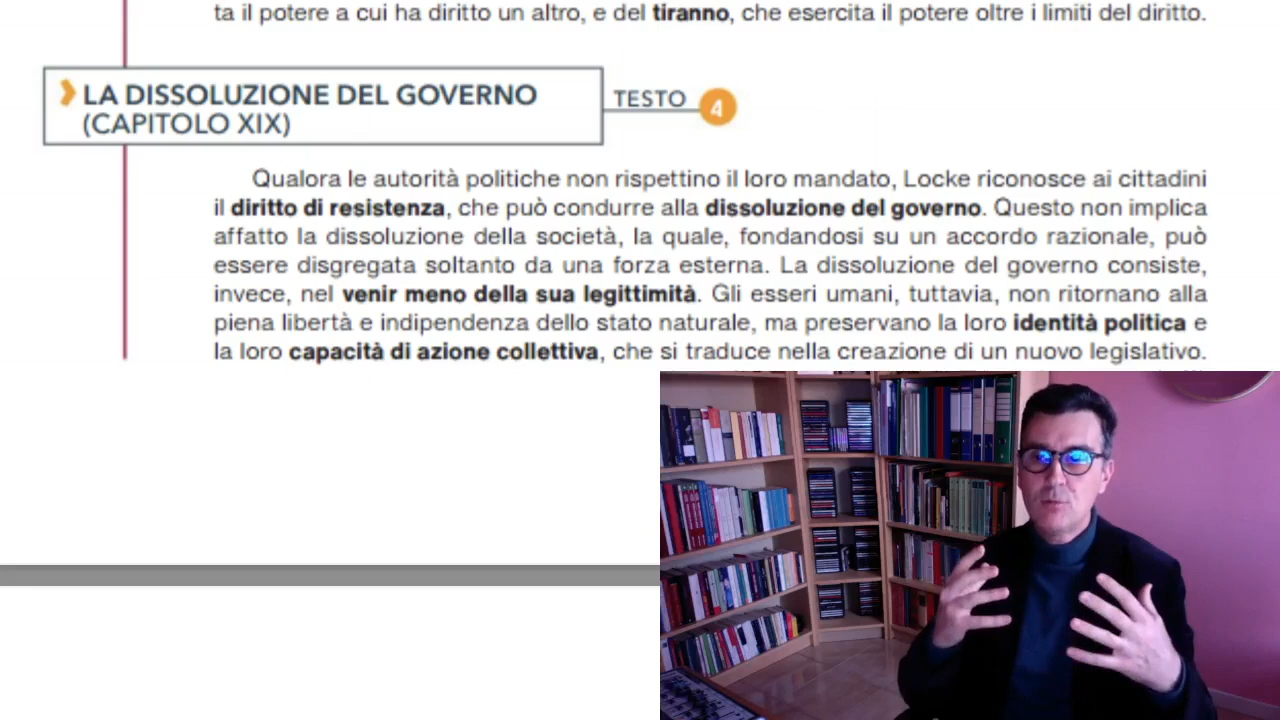 ta il potere a cui ha diritto un altro, e del tiranno, che esercita il potere oltre i limiti del diritto.
LA DISSOLUZIONE DEL GOVERNO
(CAPITOLO XIX)
TESTO 4
Qualora le autorità politiche non rispettino il loro mandato, Locke riconosce ai cittadini
il diritto di resistenza, che può condurre alla dissoluzione del governo. Questo non implica
affatto la dissoluzione della società, la quale, fondandosi su un accordo razionale, può
essere disgregata soltanto da una forza esterna. La dissoluzione del governo consiste,
invece, nel venir meno della sua legittimità. Gli esseri umani, tuttavia, non ritornano alla
piena libertà e indipendenza dello stato naturale, ma preservano la loro identità politica e
la loro capacità di azione collettiva, che si traduce nella creazione di un nuovo legislativo.